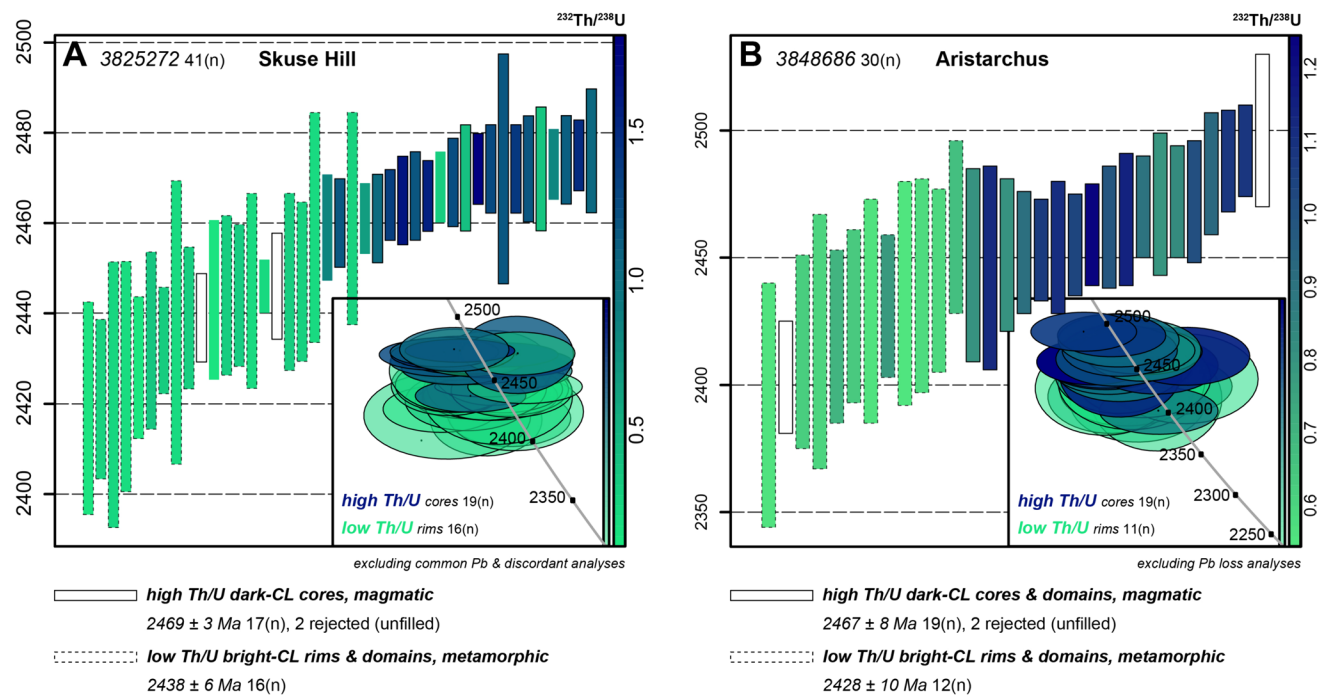 ²³²Th/²³⁸U
A 3825272 41(n) Skuse Hill
2500
2480
2460
2440
2420
2400
1.5
1.0
0.5
2500
2450
2400
2350
high Th/U cores 19(n)
low Th/U rims 16(n)
excluding common Pb & discordant analyses
high Th/U dark-CL cores, magmatic
2469 ± 3 Ma 17(n), 2 rejected (unfilled)
low Th/U bright-CL rims & domains, metamorphic
2438 ± 6 Ma 16(n)
²³²Th/²³⁸U
B 3848686 30(n) Aristarchus
2500
2450
2400
2350
1.2
1.1
1.0
0.9
0.8
0.7
0.6
2500
2450
2400
2350
2300
2250
high Th/U cores 19(n)
low Th/U rims 11(n)
excluding Pb loss analyses
high Th/U dark-CL cores & domains, magmatic
2467 ± 8 Ma 19(n), 2 rejected (unfilled)
low Th/U bright-CL rims & domains, metamorphic
2428 ± 10 Ma 12(n)